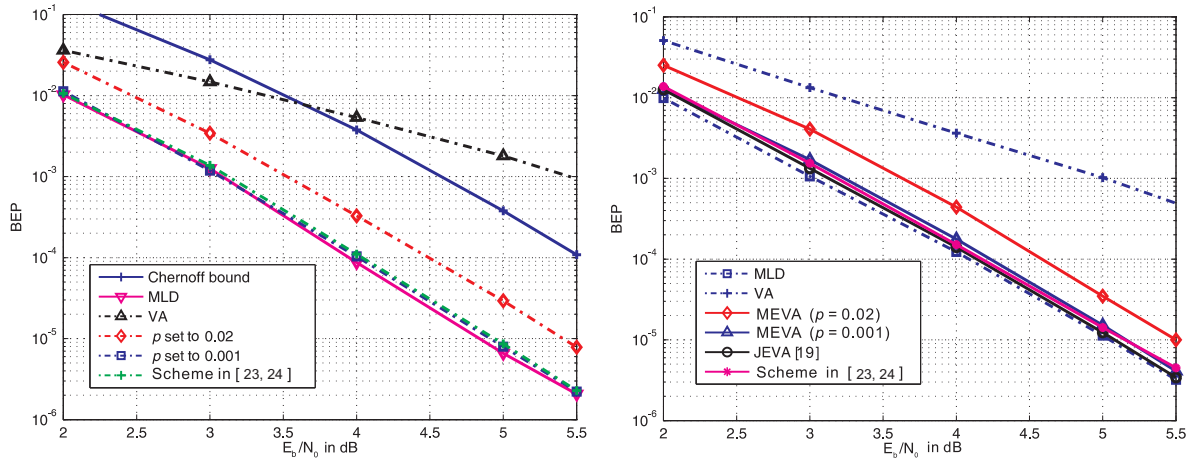 10^-1
10^-2
10^-3
10^-4
10^-5
10^-6
BEP
2
2.5
3
3.5
4
4.5
5
5.5
E_b/N_0 in dB
Chernoff bound
MLD
VA
p set to 0.02
p set to 0.001
Scheme in [ 23, 24 ]
10^-1
10^-2
10^-3
10^-4
10^-5
10^-6
BEP
2
2.5
3
3.5
4
4.5
5
5.5
E_b/N_0 in dB
MLD
VA
MEVA (p = 0.02)
MEVA (p = 0.001)
JEVA [19]
Scheme in [ 23, 24 ]